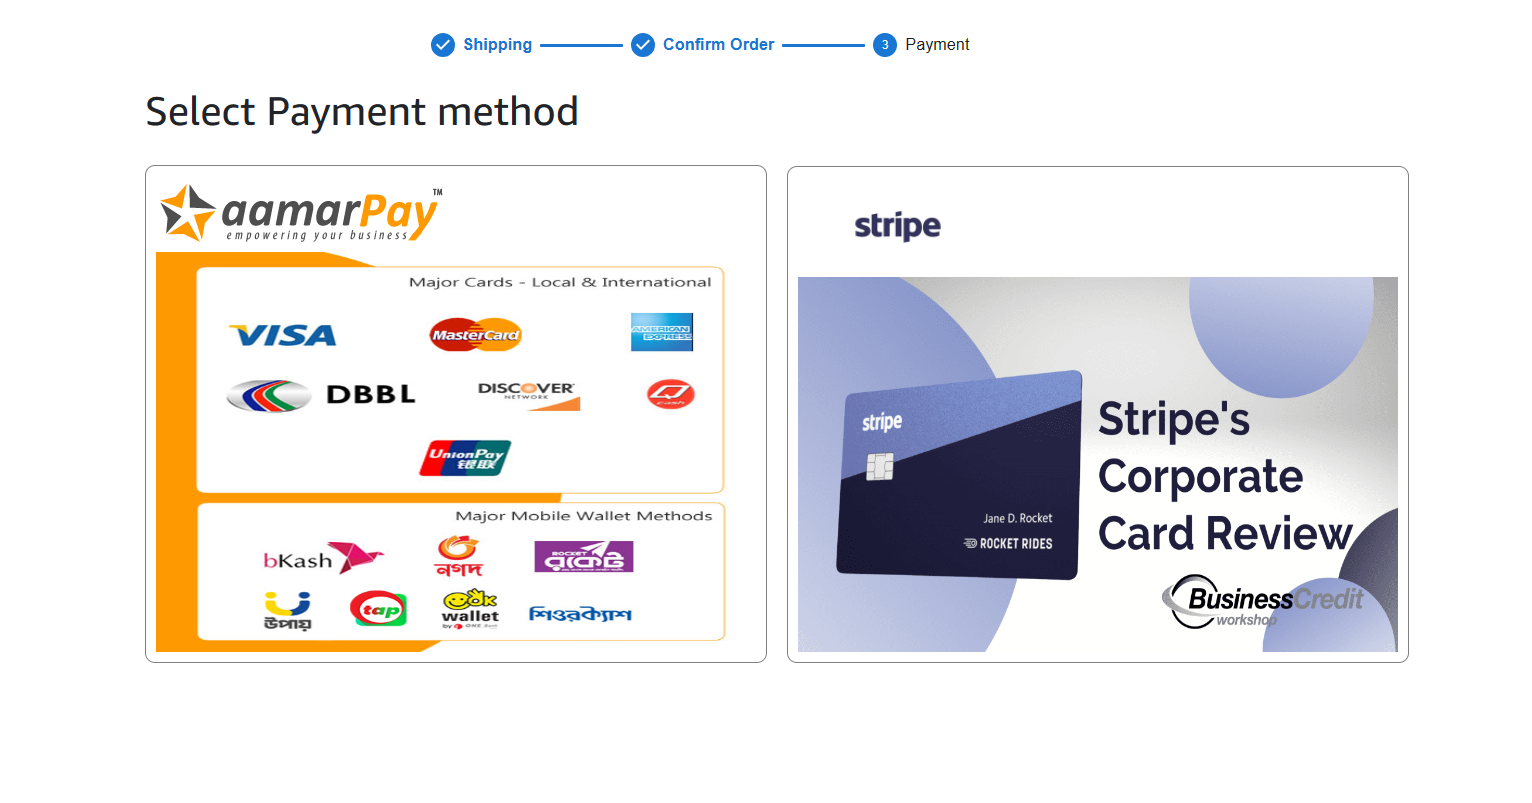 Shipping
Confirm Order
3
Payment
Select Payment method
aamarPay™
empowering your business
Major Cards - Local & International
VISA
MasterCard
AMERICAN EXPRESS
DBBL
DISCOVER
NETWORK
Q
cash
UnionPay
银联
Major Mobile Wallet Methods
bKash
নগদ
ROCKET
রকেট
উপায়
tap
OK
wallet
by ONE Bank
শিওরক্যাশ
stripe
stripe
Jane D. Rocket
ROCKET RIDES
Stripe's
Corporate
Card Review
BusinessCredit
workshop